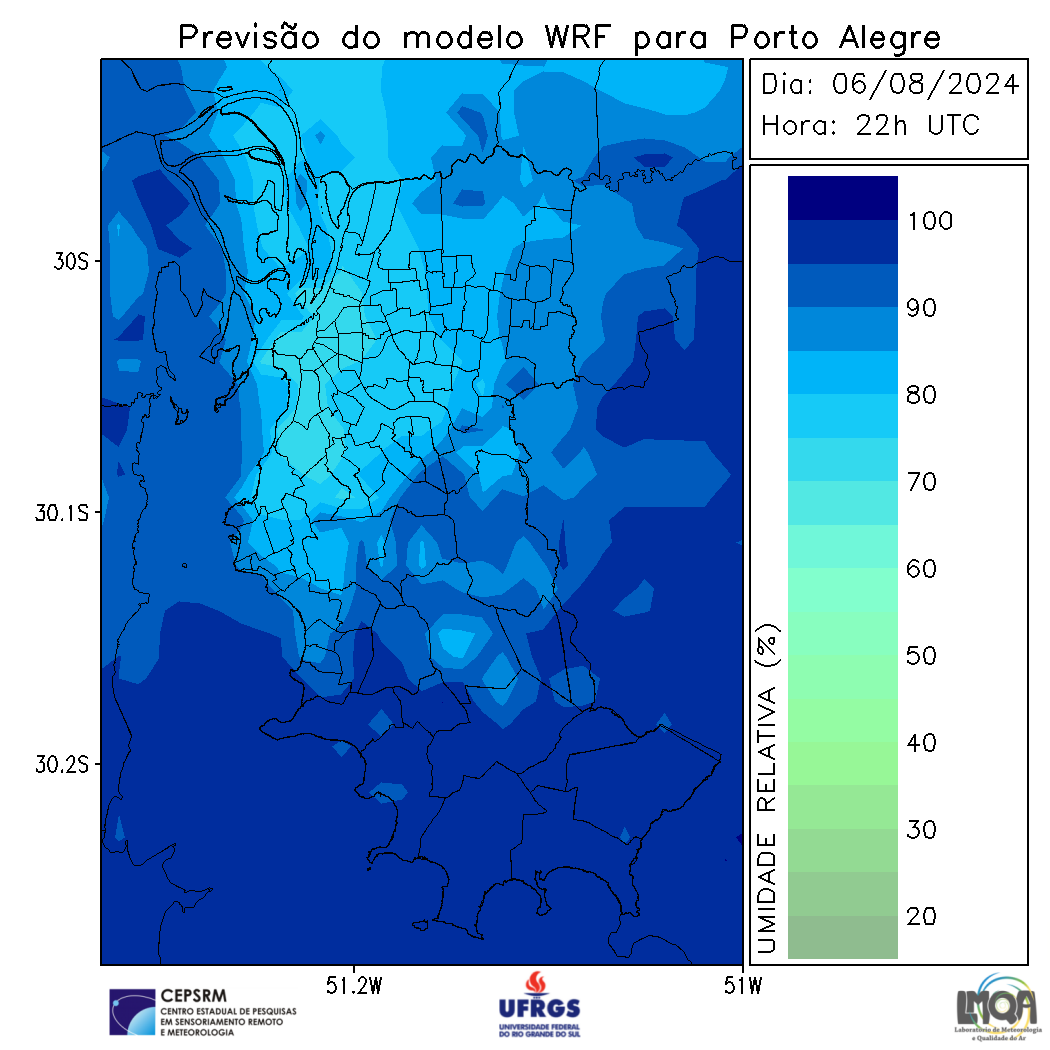 Previsão do modelo WRF para Porto Alegre
Dia: 06/08/2024
Hora: 22h UTC
100
90
80
70
60
50
40
30
20
UMIDADE RELATIVA (%)
30S
30.1S
30.2S
51.2W
51W
CEPSRM
CENTRO ESTADUAL DE PESQUISAS
EM SENSORIAMENTO REMOTO
E METEOROLOGIA
UFRGS
UNIVERSIDADE FEDERAL
DO RIO GRANDE DO SUL
LMQA
Laboratório de Meteorologia
e Qualidade do Ar